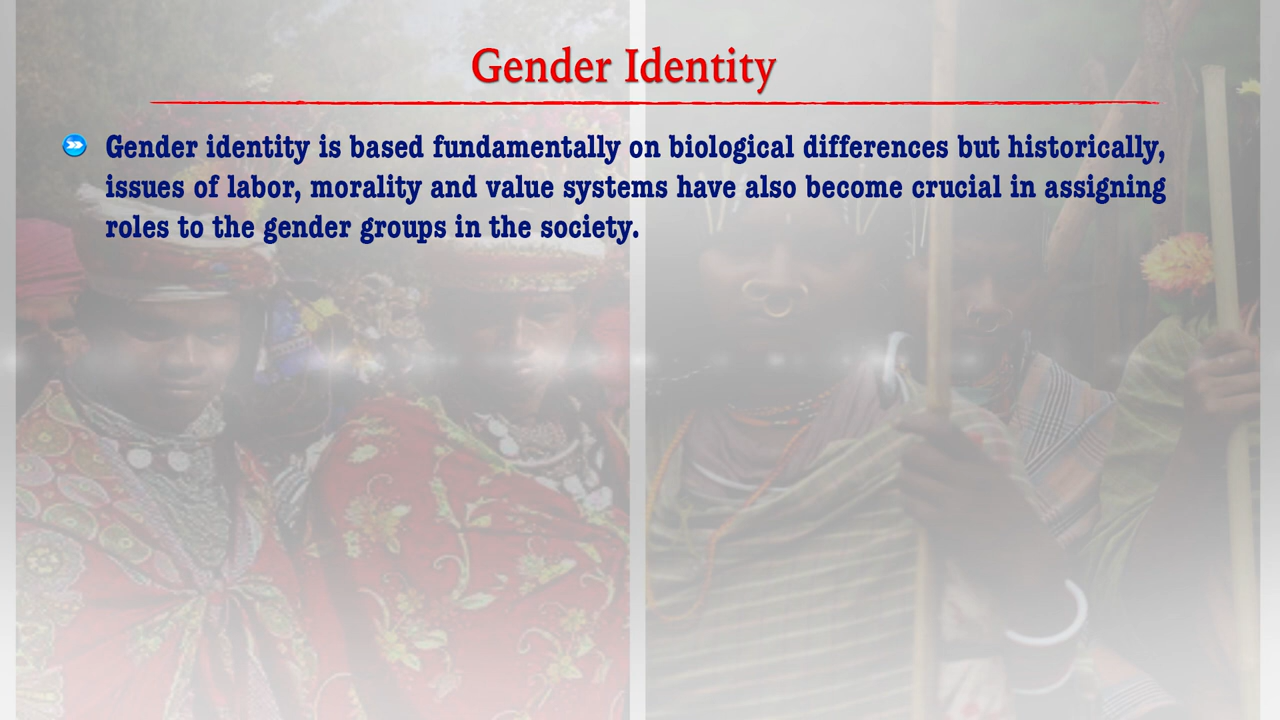 Gender Identity
Gender identity is based fundamentally on biological differences but historically,
issues of labor, morality and value systems have also become crucial in assigning
roles to the gender groups in the society.